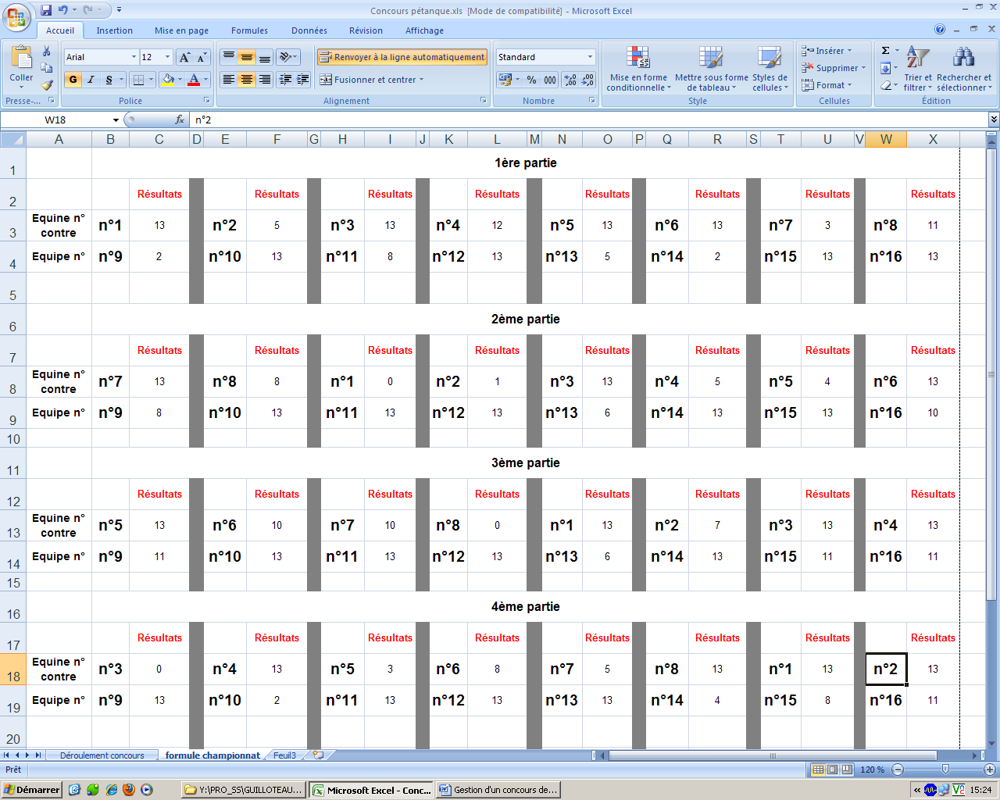 Concours pétanque.xls [Mode de compatibilité] - Microsoft Excel
Accueil Insertion Mise en page Formules Données Révision Affichage
Coller
Presse-...
Arial 12
G I S
Police
Renvoyer à la ligne automatiquement
Fusionner et centrer
Alignement
Standard
% 000
Nombre
Mise en forme conditionnelle
Mettre sous forme de tableau
Styles de cellules
Style
Insérer
Supprimer
Format
Cellules
Σ
Trier et filtrer
Rechercher et sélectionner
Édition
W18 fx n°2
A B C D E F G H I J K L M N O P Q R S T U V W X
1 1ère partie
2 Résultats Résultats Résultats Résultats Résultats Résultats Résultats Résultats
3 Equine n° contre n°1 13 n°2 5 n°3 13 n°4 12 n°5 13 n°6 13 n°7 3 n°8 11
4 Equipe n° n°9 2 n°10 13 n°11 8 n°12 13 n°13 5 n°14 2 n°15 13 n°16 13
5
6 2ème partie
7 Résultats Résultats Résultats Résultats Résultats Résultats Résultats Résultats
8 Equine n° contre n°7 13 n°8 8 n°1 0 n°2 1 n°3 13 n°4 5 n°5 4 n°6 13
9 Equipe n° n°9 8 n°10 13 n°11 13 n°12 13 n°13 6 n°14 13 n°15 13 n°16 10
10
11 3ème partie
12 Résultats Résultats Résultats Résultats Résultats Résultats Résultats Résultats
13 Equine n° contre n°5 13 n°6 10 n°7 10 n°8 0 n°1 13 n°2 7 n°3 13 n°4 13
14 Equipe n° n°9 11 n°10 13 n°11 13 n°12 13 n°13 6 n°14 13 n°15 11 n°16 11
15
16 4ème partie
17 Résultats Résultats Résultats Résultats Résultats Résultats Résultats Résultats
18 Equine n° contre n°3 0 n°4 13 n°5 3 n°6 8 n°7 5 n°8 13 n°1 13 n°2 13
19 Equipe n° n°9 13 n°10 2 n°11 13 n°12 13 n°13 13 n°14 4 n°15 8 n°16 11
20
Déroulement concours formule championnat Feuil3
Prêt 120 %
Démarrer Y:\PRO_SS\GUILLOTEAU... Microsoft Excel - Conc... Gestion d'un concours de... « 15:24